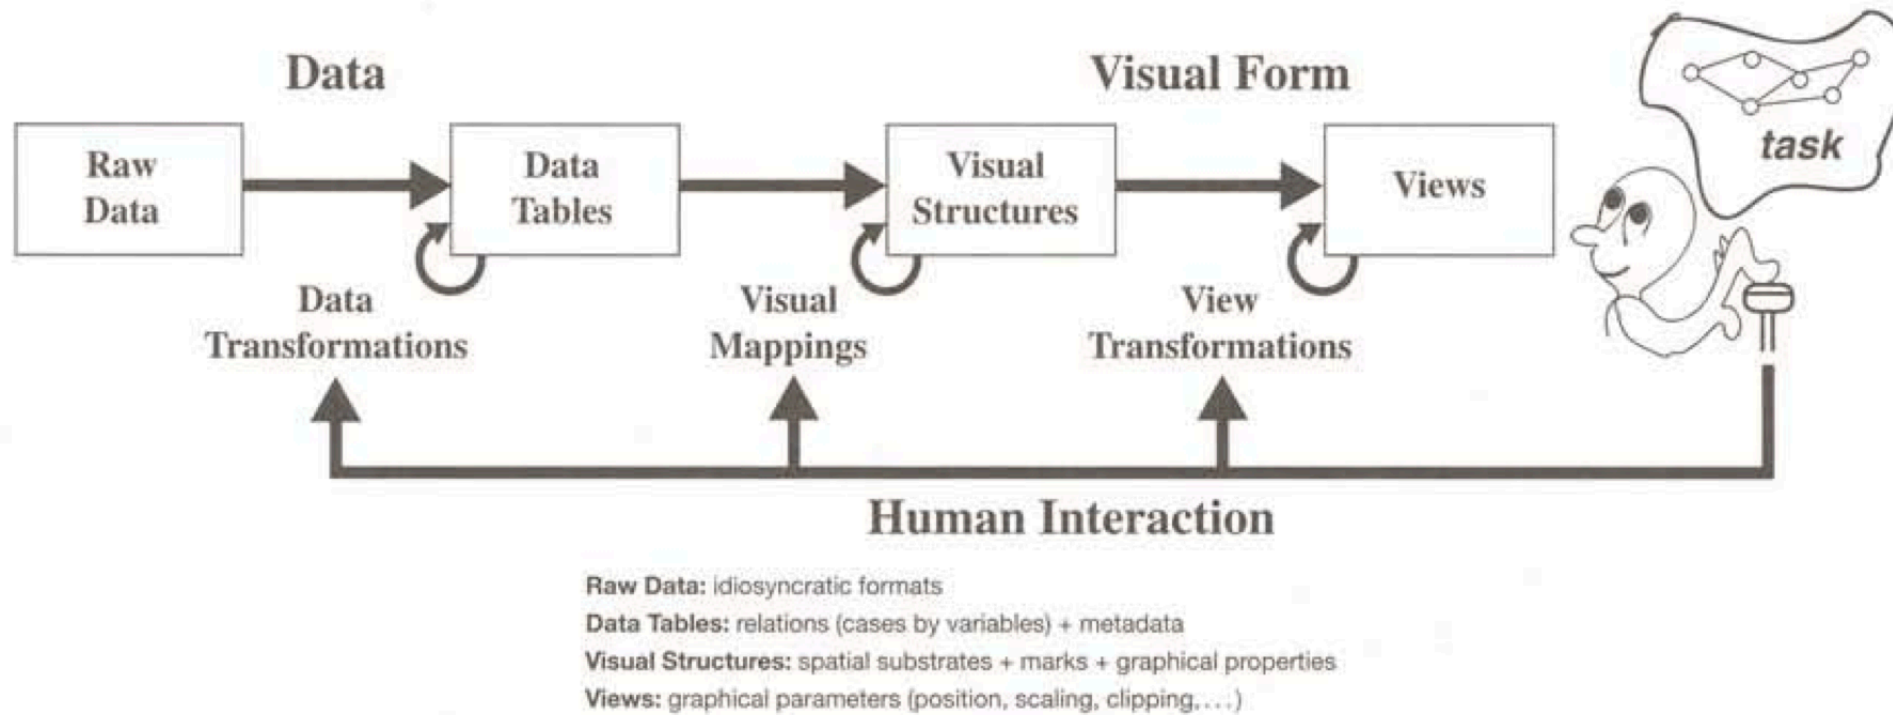 Data
Visual Form
task
Raw
Data
Data
Tables
Visual
Structures
Views
Data
Transformations
Visual
Mappings
View
Transformations
Human Interaction
Raw Data: idiosyncratic formats
Data Tables: relations (cases by variables) + metadata
Visual Structures: spatial substrates + marks + graphical properties
Views: graphical parameters (position, scaling, clipping,...)